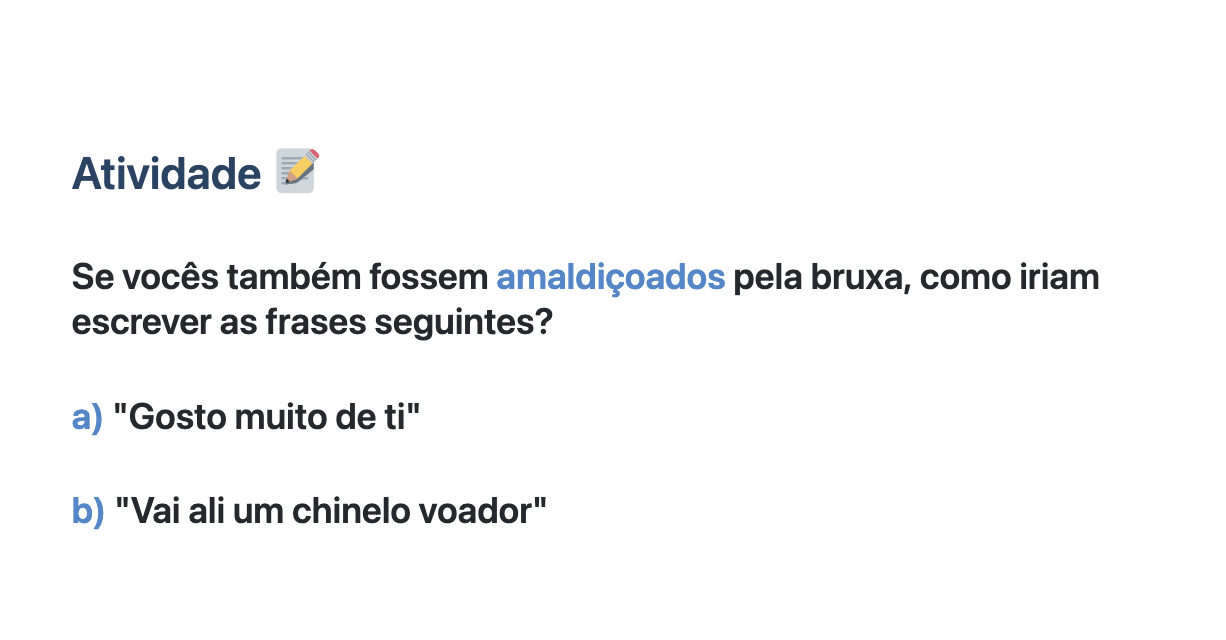 Atividade 📝
Se vocês também fossem amaldiçoados pela bruxa, como iriam
escrever as frases seguintes?
a) "Gosto muito de ti"
b) "Vai ali um chinelo voador"